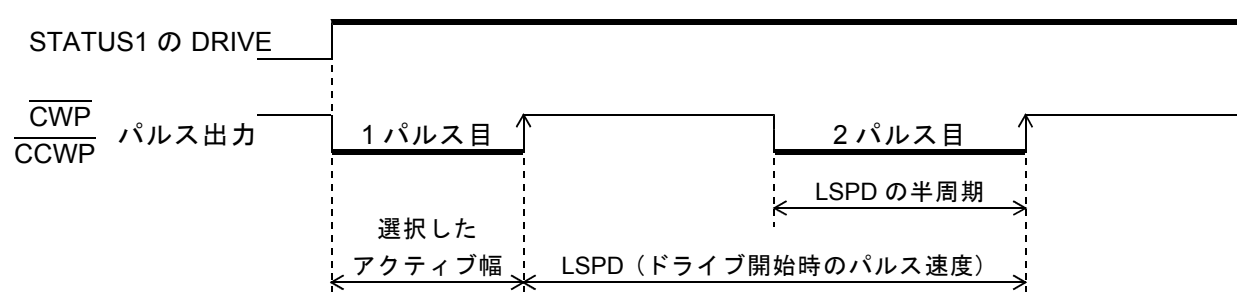 STATUS1 の DRIVE
CWP
CCWP
パルス出力
1 パルス目
2 パルス目
LSPD の半周期
選択した
アクティブ幅
LSPD（ドライブ開始時のパルス速度）